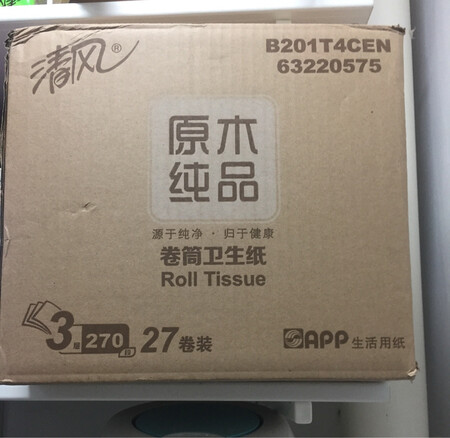 清风®
B201T4CEN
63220575
原木
纯品
源于纯净·归于健康
卷筒卫生纸
Roll Tissue
3层 270段 27卷装
APP 生活用纸